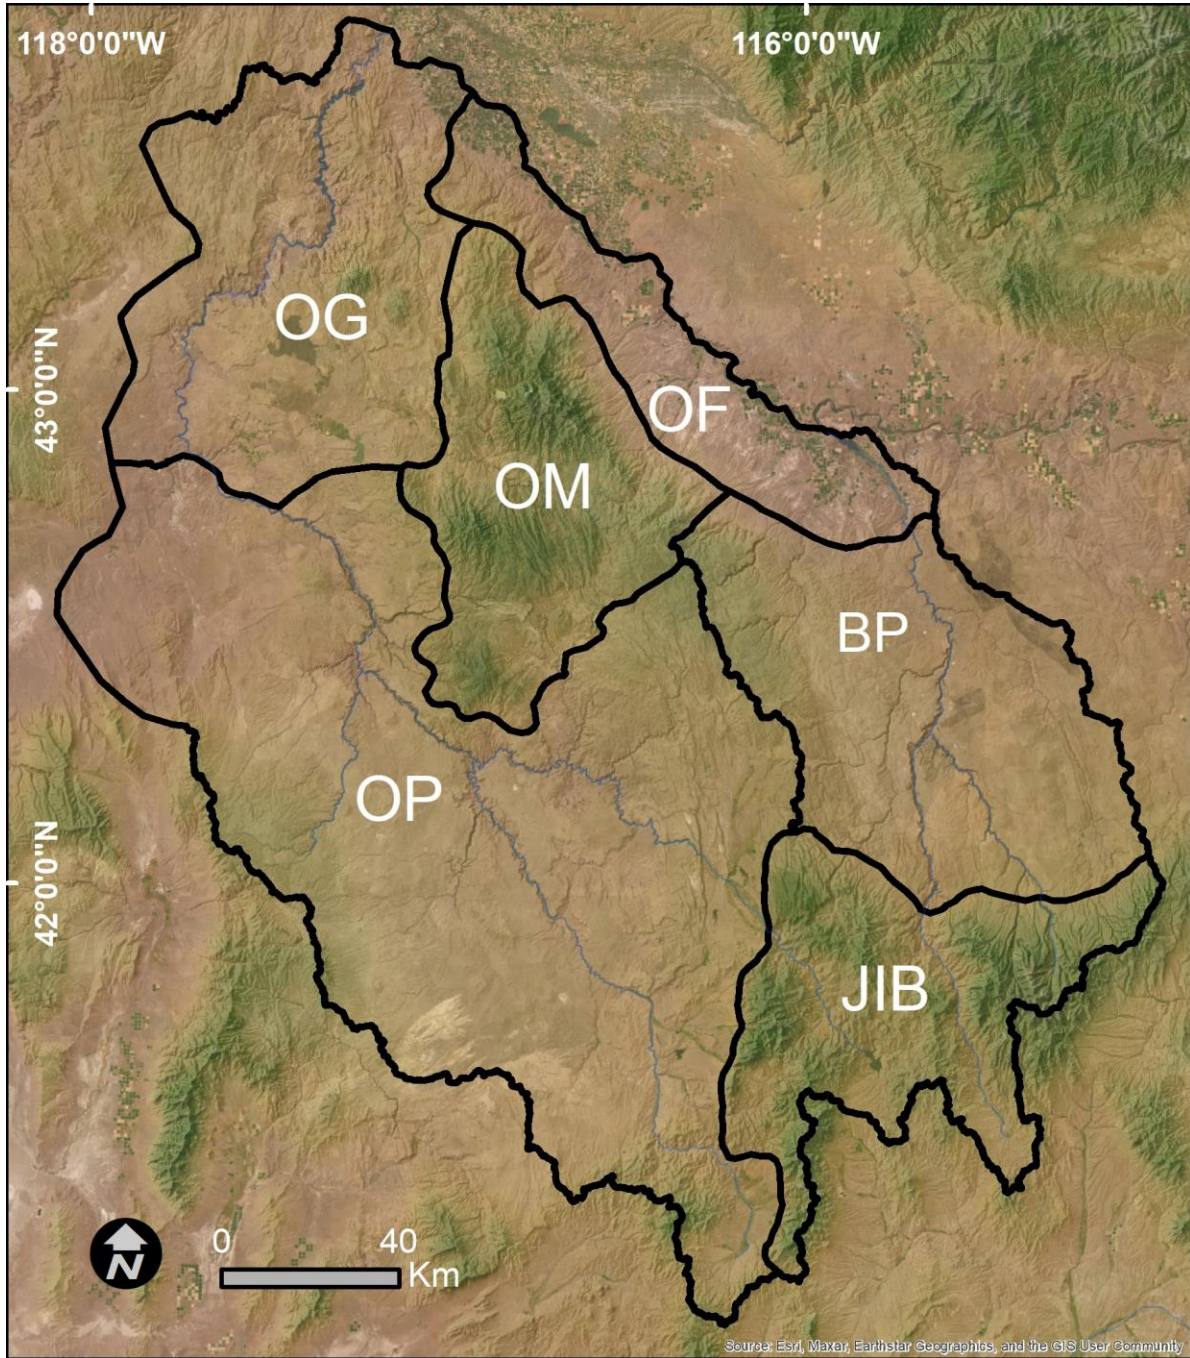 118°0'0"W
116°0'0"W
OG
43°0'0"N
OF
OM
BP
OP
42°0'0"N
JIB
0 40
Km
N
Source: Esri, Maxar, Earthstar Geographics, and the GIS User Community